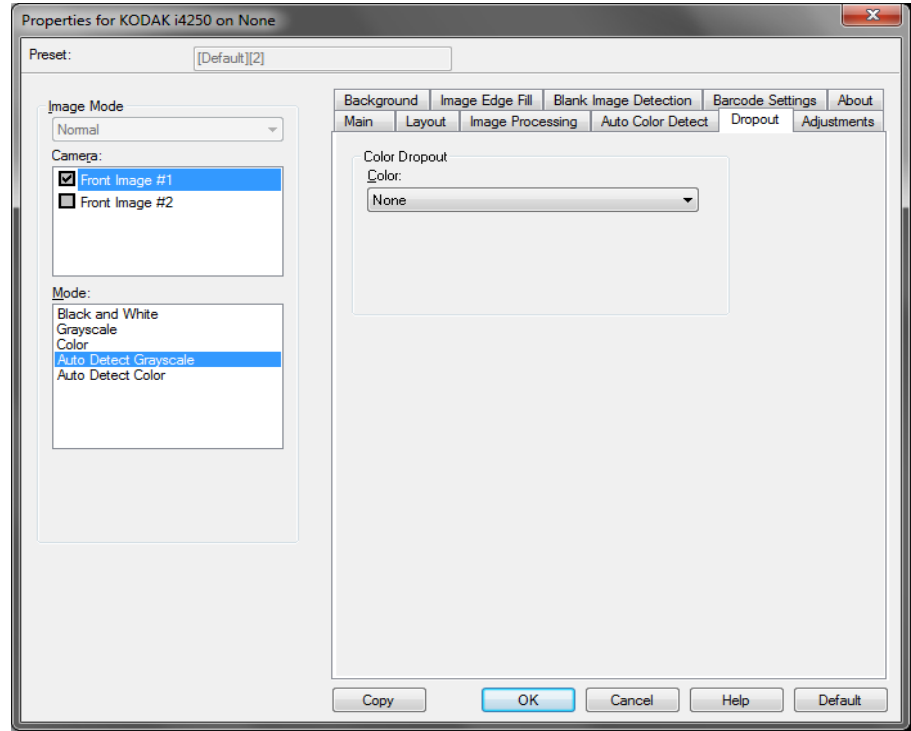 Properties for KODAK i4250 on None
Preset:
[Default][2]
Image Mode
Normal
Camera:
Front Image #1
Front Image #2
Mode:
Black and White
Grayscale
Color
Auto Detect Grayscale
Auto Detect Color
Background Image Edge Fill Blank Image Detection Barcode Settings About
Main Layout Image Processing Auto Color Detect Dropout Adjustments
Color Dropout
Color:
None
Copy OK Cancel Help Default